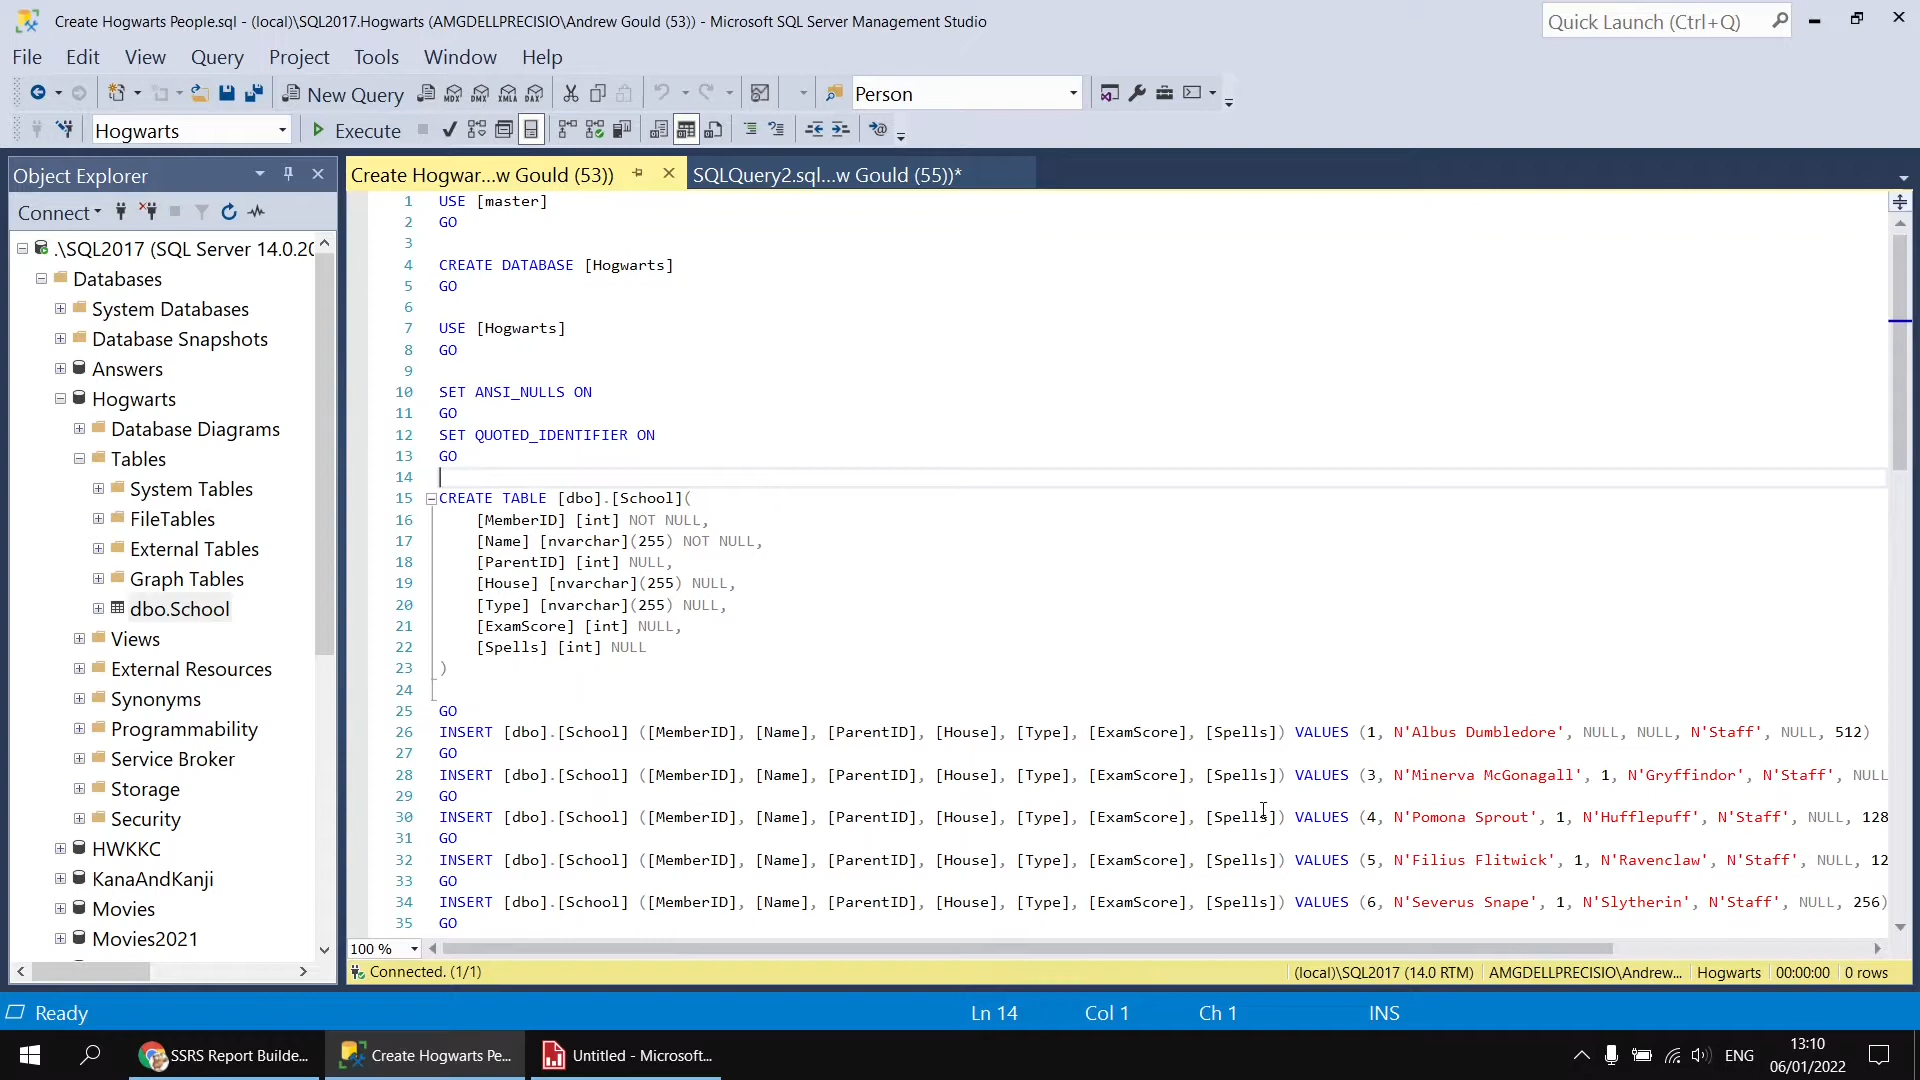 Create Hogwarts People.sql - (local)\SQL2017.Hogwarts (AMGDELLPRECISIO\Andrew Gould (53)) - Microsoft SQL Server Management Studio
Quick Launch (Ctrl+Q)
File Edit View Query Project Tools Window Help
New Query MDX DMX XMLA DAX Person
Hogwarts Execute
Object Explorer
Connect
.\SQL2017 (SQL Server 14.0.20
Databases
System Databases
Database Snapshots
Answers
Hogwarts
Database Diagrams
Tables
System Tables
FileTables
External Tables
Graph Tables
dbo.School
Views
External Resources
Synonyms
Programmability
Service Broker
Storage
Security
HWKKC
KanaAndKanji
Movies
Movies2021
Create Hogwar...w Gould (53)) SQLQuery2.sql...w Gould (55))*
1 USE [master]
2 GO
3
4 CREATE DATABASE [Hogwarts]
5 GO
6
7 USE [Hogwarts]
8 GO
9
10 SET ANSI_NULLS ON
11 GO
12 SET QUOTED_IDENTIFIER ON
13 GO
14
15 CREATE TABLE [dbo].[School](
16 [MemberID] [int] NOT NULL,
17 [Name] [nvarchar](255) NOT NULL,
18 [ParentID] [int] NULL,
19 [House] [nvarchar](255) NULL,
20 [Type] [nvarchar](255) NULL,
21 [ExamScore] [int] NULL,
22 [Spells] [int] NULL
23 )
24
25 GO
26 INSERT [dbo].[School] ([MemberID], [Name], [ParentID], [House], [Type], [ExamScore], [Spells]) VALUES (1, N'Albus Dumbledore', NULL, NULL, N'Staff', NULL, 512)
27 GO
28 INSERT [dbo].[School] ([MemberID], [Name], [ParentID], [House], [Type], [ExamScore], [Spells]) VALUES (3, N'Minerva McGonagall', 1, N'Gryffindor', N'Staff', NULL
29 GO
30 INSERT [dbo].[School] ([MemberID], [Name], [ParentID], [House], [Type], [ExamScore], [Spells]) VALUES (4, N'Pomona Sprout', 1, N'Hufflepuff', N'Staff', NULL, 128
31 GO
32 INSERT [dbo].[School] ([MemberID], [Name], [ParentID], [House], [Type], [ExamScore], [Spells]) VALUES (5, N'Filius Flitwick', 1, N'Ravenclaw', N'Staff', NULL, 12
33 GO
34 INSERT [dbo].[School] ([MemberID], [Name], [ParentID], [House], [Type], [ExamScore], [Spells]) VALUES (6, N'Severus Snape', 1, N'Slytherin', N'Staff', NULL, 256)
35 GO
100 %
Connected. (1/1) (local)\SQL2017 (14.0 RTM) AMGDELLPRECISIO\Andrew... Hogwarts 00:00:00 0 rows
Ready Ln 14 Col 1 Ch 1 INS
SSRS Report Builde... Create Hogwarts Pe... Untitled - Microsoft... ENG 13:10
06/01/2022